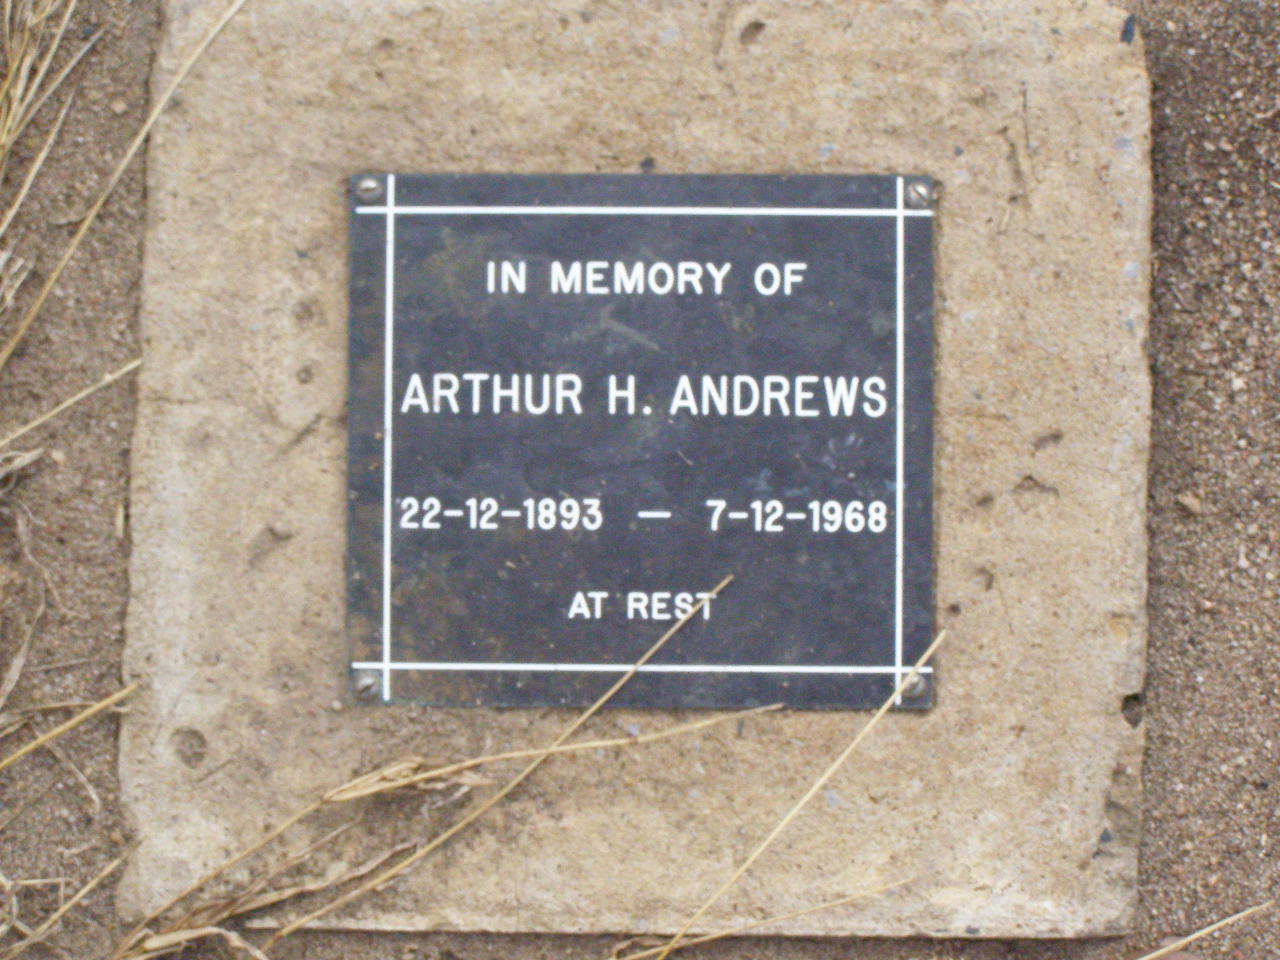 IN MEMORY OF
ARTHUR H. ANDREWS
22-12-1893 — 7-12-1968
AT REST